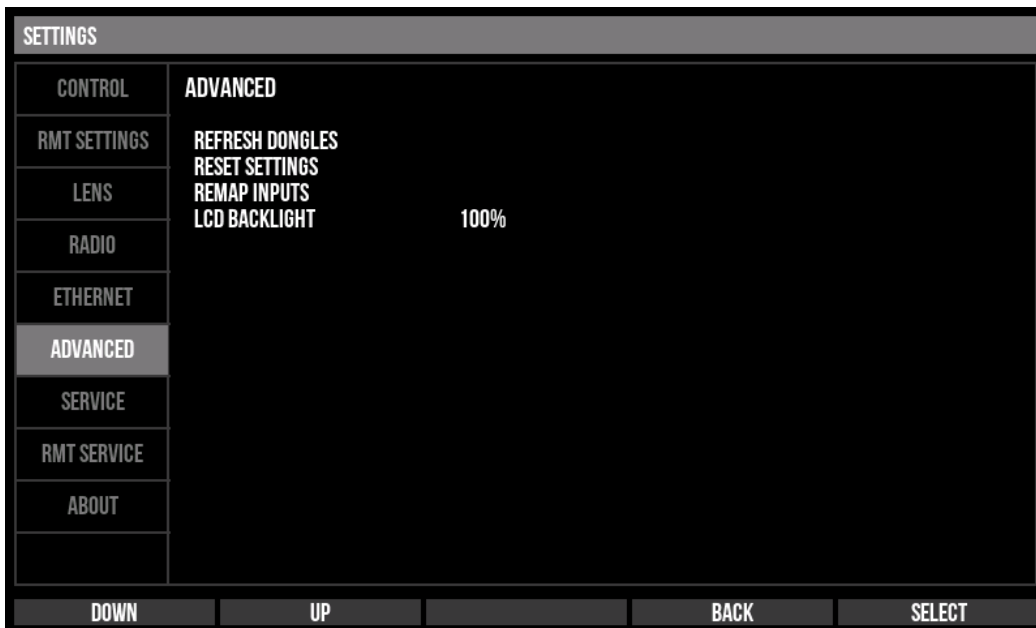 SETTINGS
CONTROL
RMT SETTINGS
LENS
RADIO
ETHERNET
ADVANCED
SERVICE
RMT SERVICE
ABOUT
ADVANCED
REFRESH DONGLES
RESET SETTINGS
REMAP INPUTS
LCD BACKLIGHT 100%
DOWN UP BACK SELECT